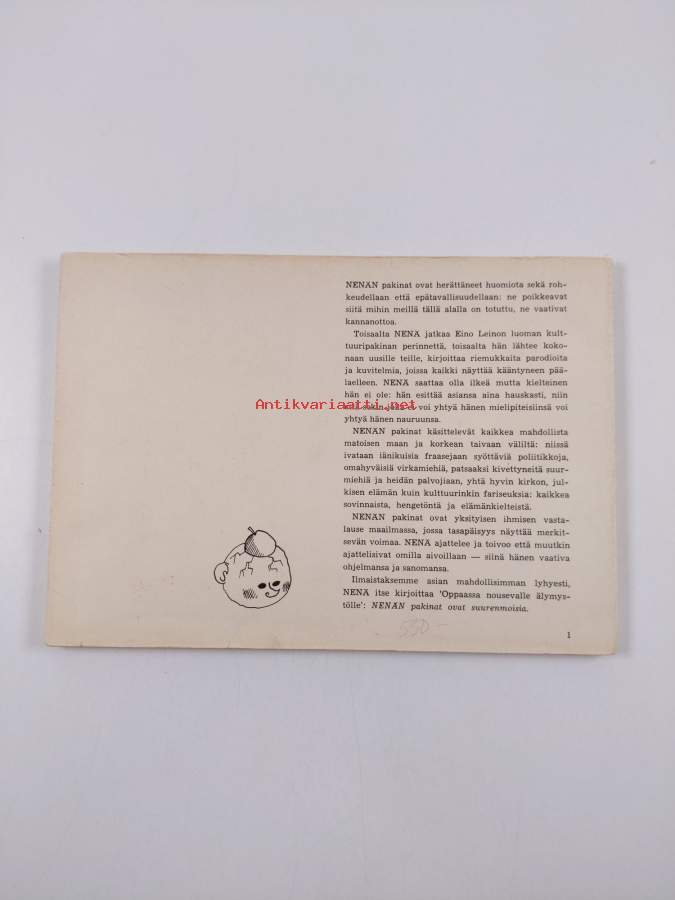 NENÄN pakinat ovat herättäneet huomiota sekä roh-
keudellaan että epätavallisuudellaan: ne poikkeavat
siitä mihin meillä tällä alalla on totuttu, ne vaativat
kannanottoa.
Toisaalta NENÄ jatkaa Eino Leinon luoman kult-
tuuripakinan perinnettä, toisaalta hän lähtee koko-
naan uusille teille, kirjoittaa riemukkaita parodioita
ja kuvitelmia, joissa kaikki näyttää kääntyneen pää-
laelleen. NENÄ saattaa olla ilkeä mutta kielteinen
hän ei ole: hän esittää asiansa aina hauskasti, niin
Antikvariaatti.net
ei voi yhtyä hänen mielipiteisiinsä voi
yhtyä hänen nauruunsa.
NENÄN pakinat käsittelevät kaikkea mahdollista
matoisen maan ja korkean taivaan väliltä: niissä
ivataan iänikuisia fraasejaan syöttäviä poliitikkoja,
omahyväisiä virkamiehiä, patsaaksi kivettyneitä suur-
miehiä ja heidän palvojiaan, yhtä hyvin kirkon, jul-
kisen elämän kuin kulttuurinkin fariseuksia: kaikkea
sovinnaista, hengetöntä ja elämänkielteistä.
NENÄN pakinat ovat yksityisen ihmisen vasta-
lause maailmassa, jossa tasapäisyys näyttää merkit-
sevän voimaa. NENÄ ajattelee ja toivoo että muutkin
ajattelisivat omilla aivoillaan — siinä hänen vaativa
ohjelmansa ja sanomansa.
Ilmaistaksemme asian mahdollisimman lyhyesti,
NENÄ itse kirjoittaa 'Oppaassa nousevalle älymys-
tölle': NENÄN pakinat ovat suurenmoisia.
550 —
1